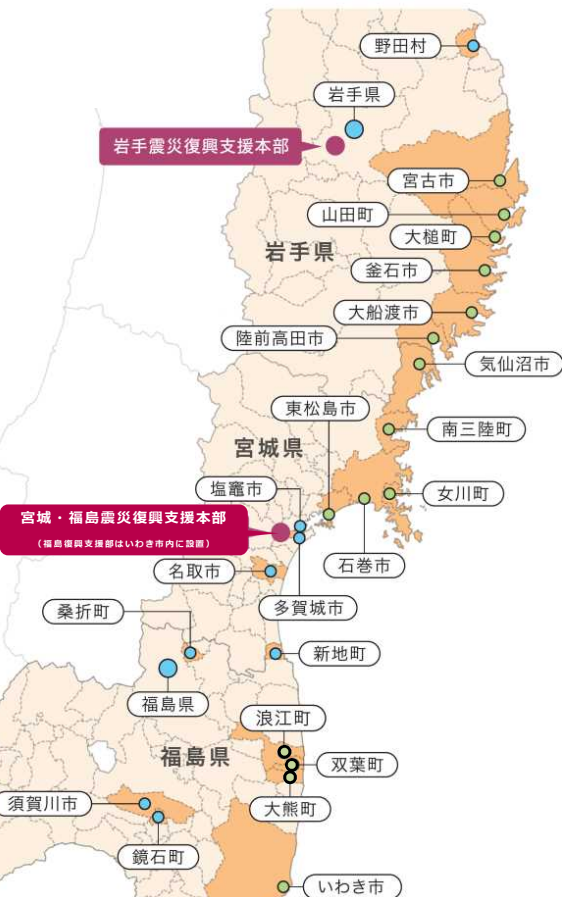 野田村
岩手県
岩手震災復興支援本部
宮古市
山田町
大槌町
岩手県
釜石市
大船渡市
陸前高田市
気仙沼市
東松島市
南三陸町
宮城県
塩竈市
女川町
宮城・福島震災復興支援本部
(福島復興支援部はいわき市内に設置)
石巻市
名取市
多賀城市
桑折町
新地町
福島県
浪江町
福島県
双葉町
須賀川市
大熊町
鏡石町
いわき市